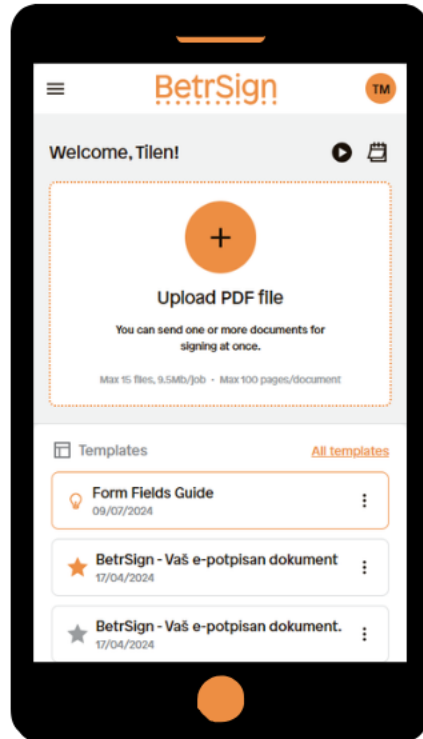 BetrSign
TM
Welcome, Tilen!
Upload PDF file
You can send one or more documents for
signing at once.
Max 15 files, 9.5Mb/job • Max 100 pages/document
Templates
All templates
Form Fields Guide
09/07/2024
BetrSign - Vaš e-potpisan dokument
17/04/2024
BetrSign - Vaš e-potpisan dokument.
17/04/2024